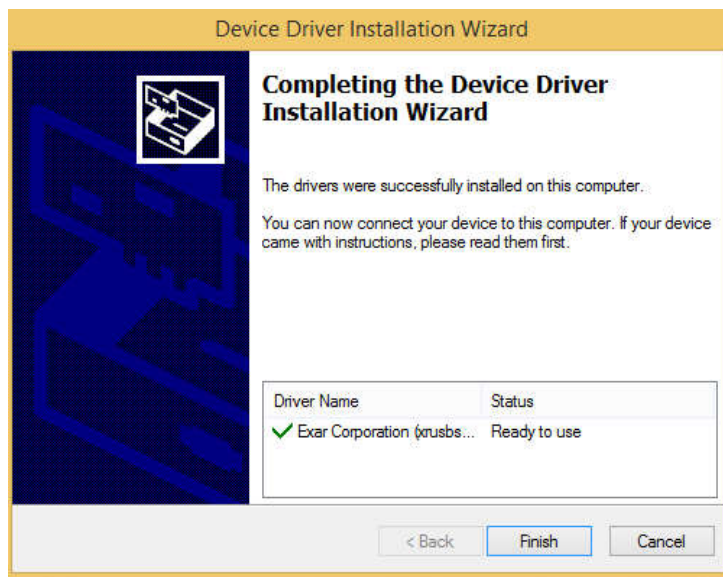 Device Driver Installation Wizard
Completing the Device Driver
Installation Wizard
The drivers were successfully installed on this computer.
You can now connect your device to this computer. If your device
came with instructions, please read them first.
Driver Name Status
Exar Corporation (xrusbs... Ready to use
< Back Finish Cancel